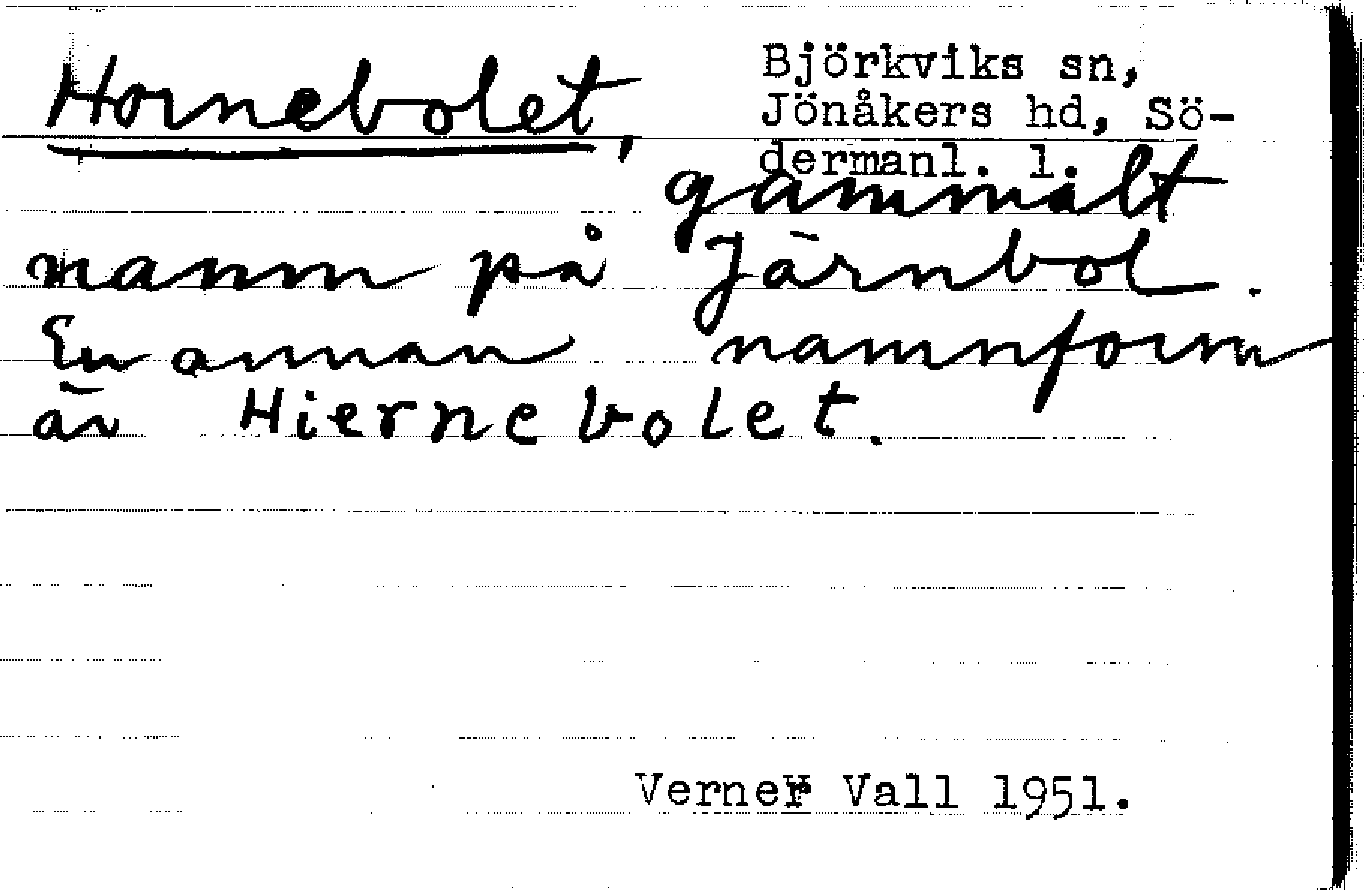 Hornebolet,
Björkviks sn,
Jönåkers hd, Sö-
dermanl. l.
gammalt
namn på Järnbol.
En annan namnform
är Hiernebolet.
Verner Vall 1951.